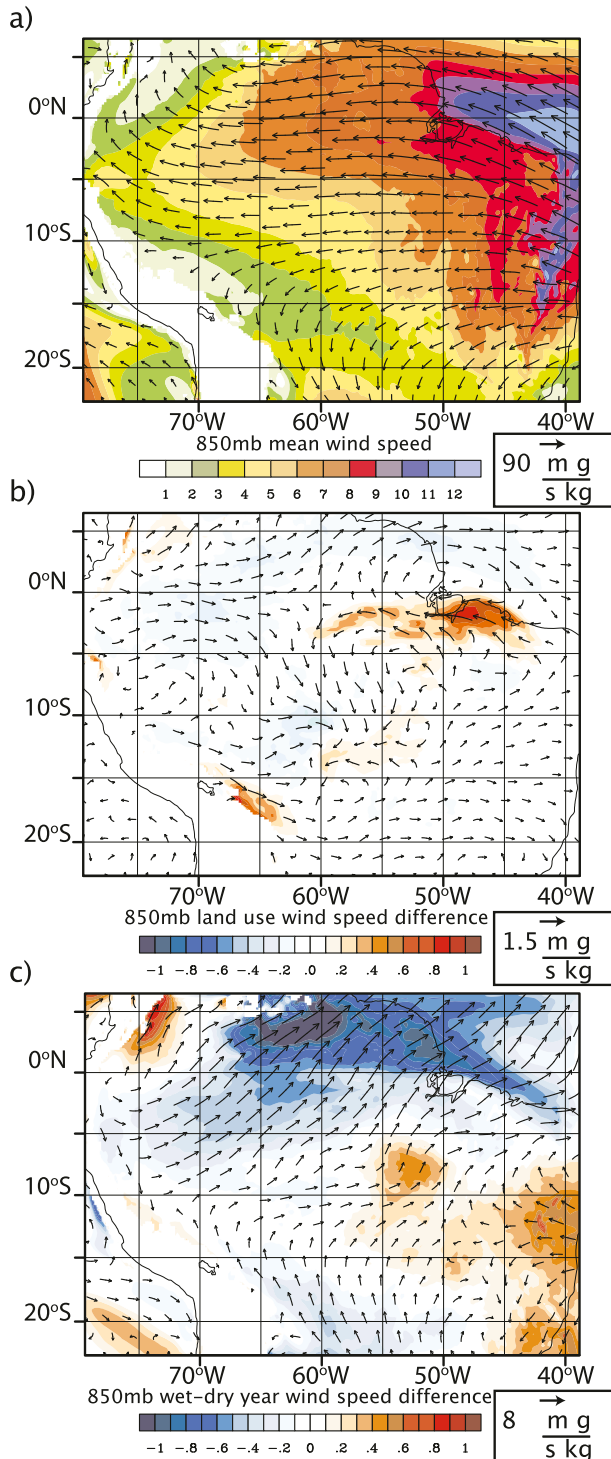 a)
0°N
10°S
20°S
70°W 60°W 50°W 40°W
850mb mean wind speed
1 2 3 4 5 6 7 8 9 10 11 12
90 m g
s kg
b)
0°N
10°S
20°S
70°W 60°W 50°W 40°W
850mb land use wind speed difference
-1 -.8 -.6 -.4 -.2 .0 .2 .4 .6 .8 1
1.5 m g
s kg
c)
0°N
10°S
20°S
70°W 60°W 50°W 40°W
850mb wet-dry year wind speed difference
-1 -.8 -.6 -.4 -.2 0 .2 .4 .6 .8 1
8 m g
s kg